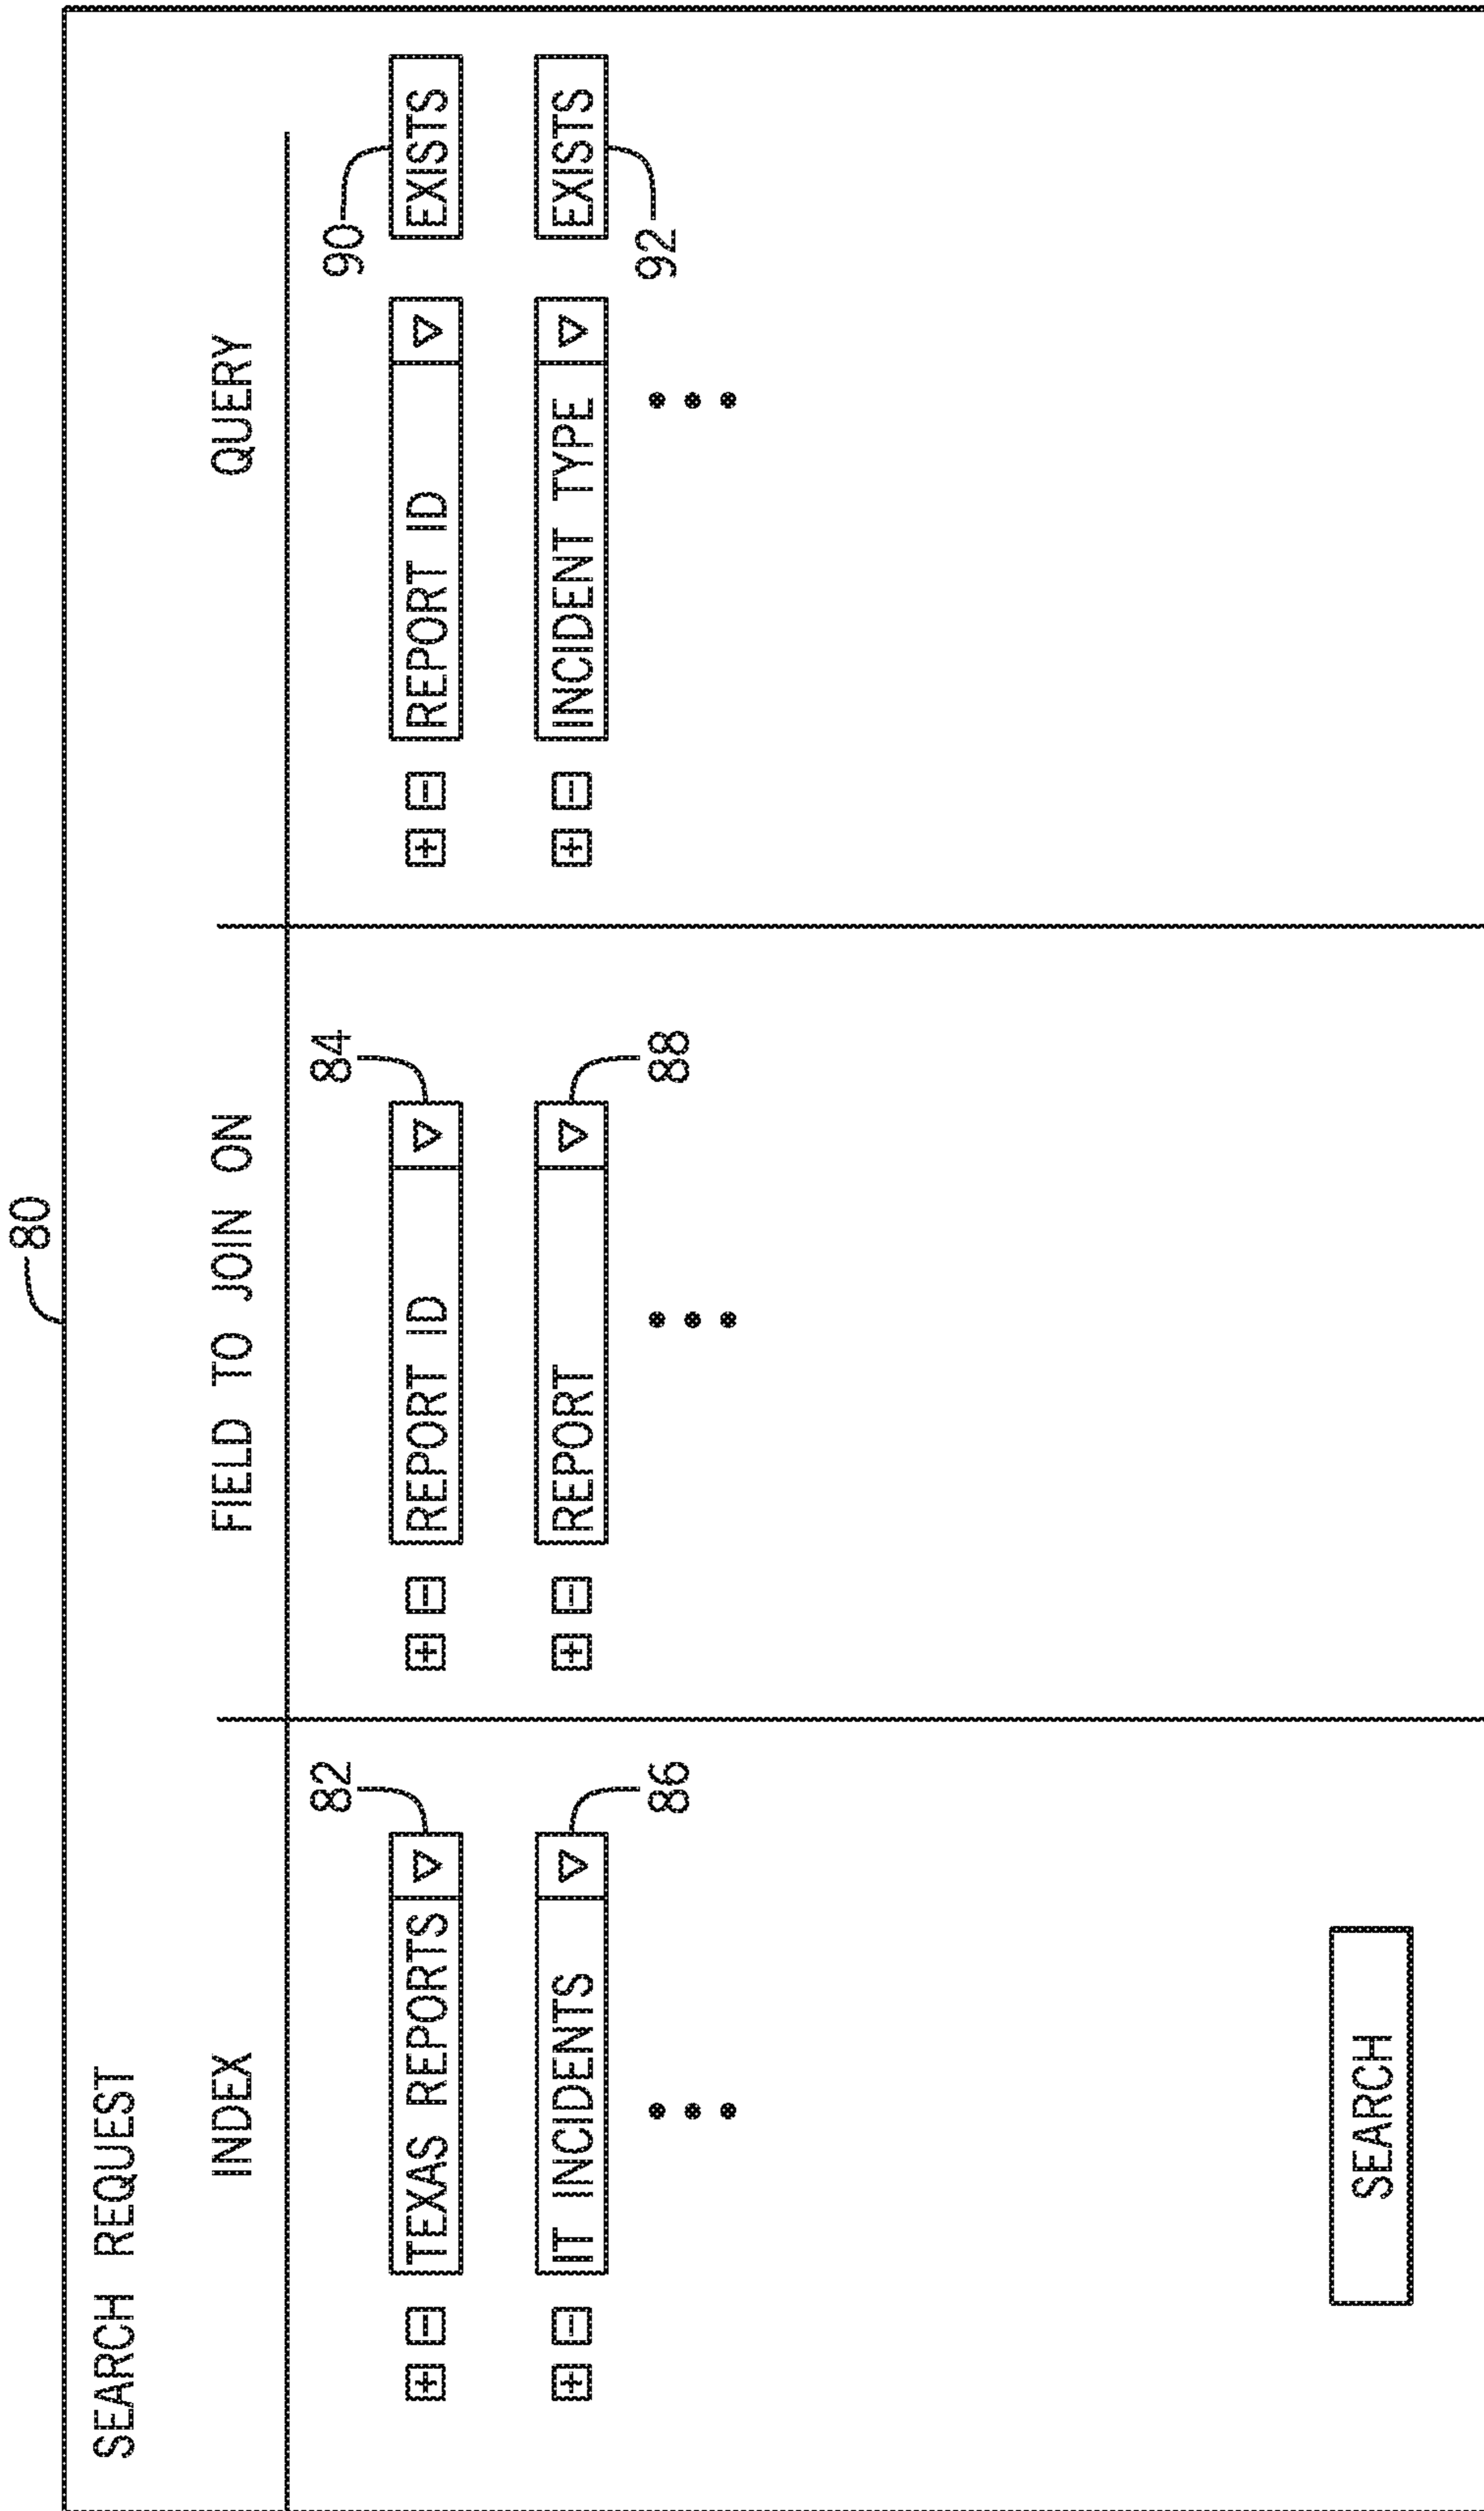 80
SEARCH REQUEST
INDEX FIELD TO JOIN ON QUERY
82 84 90
+ - TEXAS REPORTS + - REPORT ID + - REPORT ID EXISTS
+ - IT INCIDENTS + - REPORT + - INCIDENT TYPE EXISTS
86 88 92
SEARCH